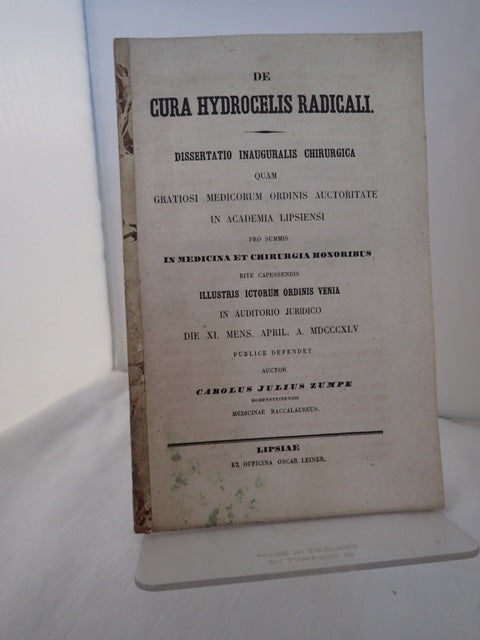 DE
CURA HYDROCELIS RADICALI.
DISSERTATIO INAUGURALIS CHIRURGICA
QUAM
GRATIOSI MEDICORUM ORDINIS AUCTORITATE
IN ACADEMIA LIPSIENSI
PRO SUMMIS
IN MEDICINA ET CHIRURGIA HONORIBUS
RITE CAPESSENDIS
ILLUSTRIS ICTORUM ORDINIS VENIA
IN AUDITORIO JURIDICO
DIE XI. MENS. APRIL. A. MDCCCXLV
PUBLICE DEFENDET
AUCTOR
CAROLUS JULIUS ZUMPE
HOHENSTEINENSIS
MEDICINAE BACCALAUREUS.
LIPSIAE
EX OFFICINA OSCAR LEINER.
MADE IN ENGLAND